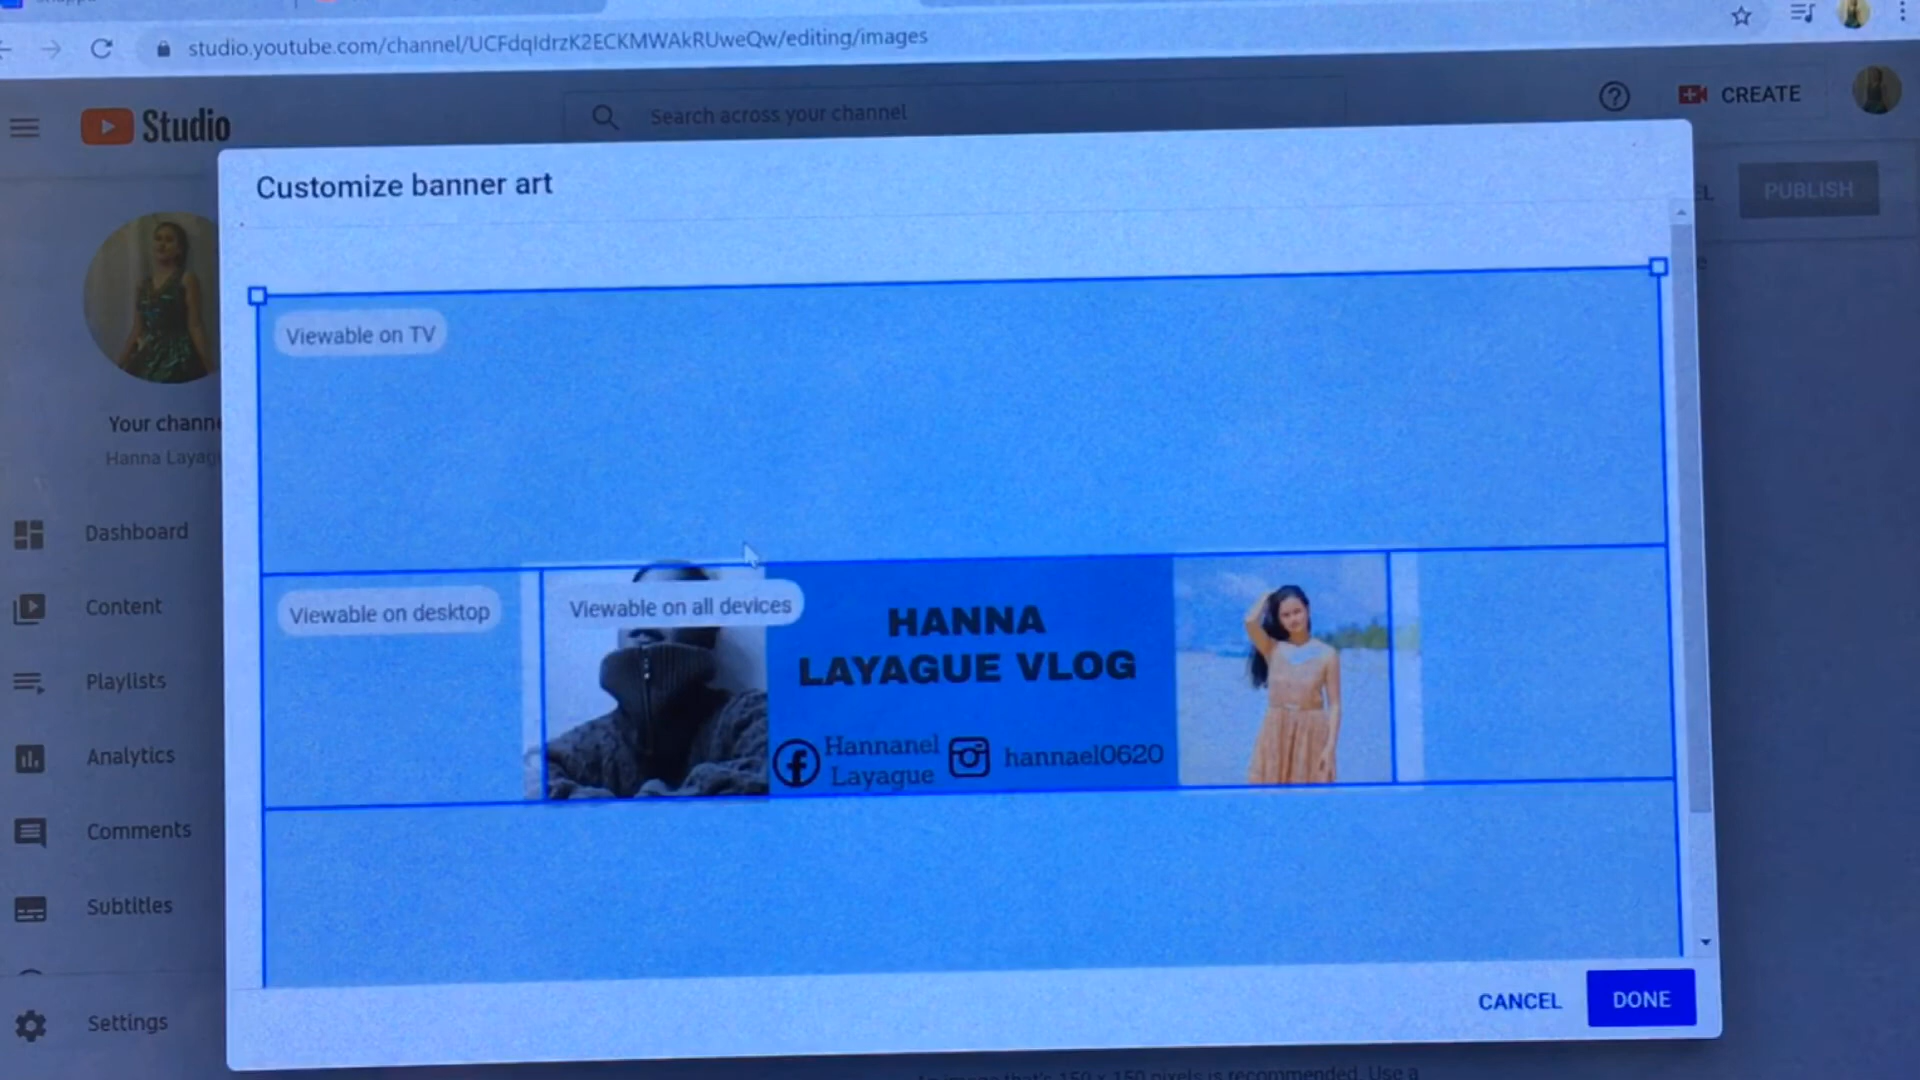 studio.youtube.com/channel/UCFdqIdrzK2ECKMWAkRUweQw/editing/images
Studio
Search across your channel
CREATE
Customize banner art
PUBLISH
Viewable on TV
Your channe
Hanna Layagu
Dashboard
Content
Playlists
Analytics
Comments
Subtitles
Settings
Viewable on desktop
Viewable on all devices
HANNA
LAYAGUE VLOG
Hannanel
Layague
hannael0620
CANCEL
DONE